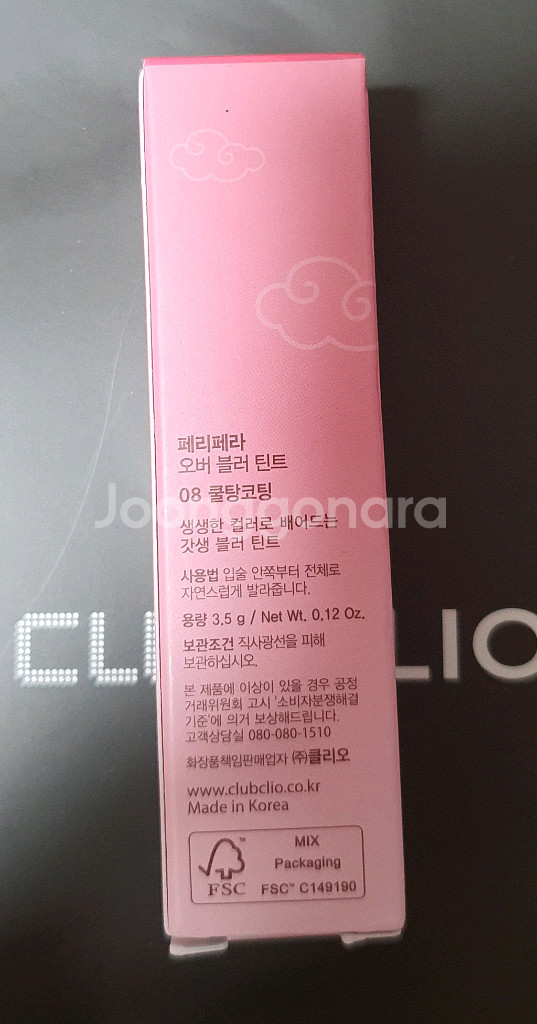 페리페라
오버 블러 틴트
08 쿨탕코팅
Joonggonara
생생한 컬러로 배어드는
갓생 블러 틴트
사용법 입술 안쪽부터 전체로
자연스럽게 발라줍니다.
용량 3.5 g / Net Wt. 0.12 Oz.
보관조건 직사광선을 피해
보관하십시오.
CLU LIO
본 제품에 이상이 있을 경우 공정
거래위원회 고시 '소비자분쟁해결
기준'에 의거 보상해드립니다.
고객상담실 080-080-1510
화장품책임판매업자 (주)클리오
www.clubclio.co.kr
Made in Korea
FSC™
MIX
Packaging
FSC™ C149190